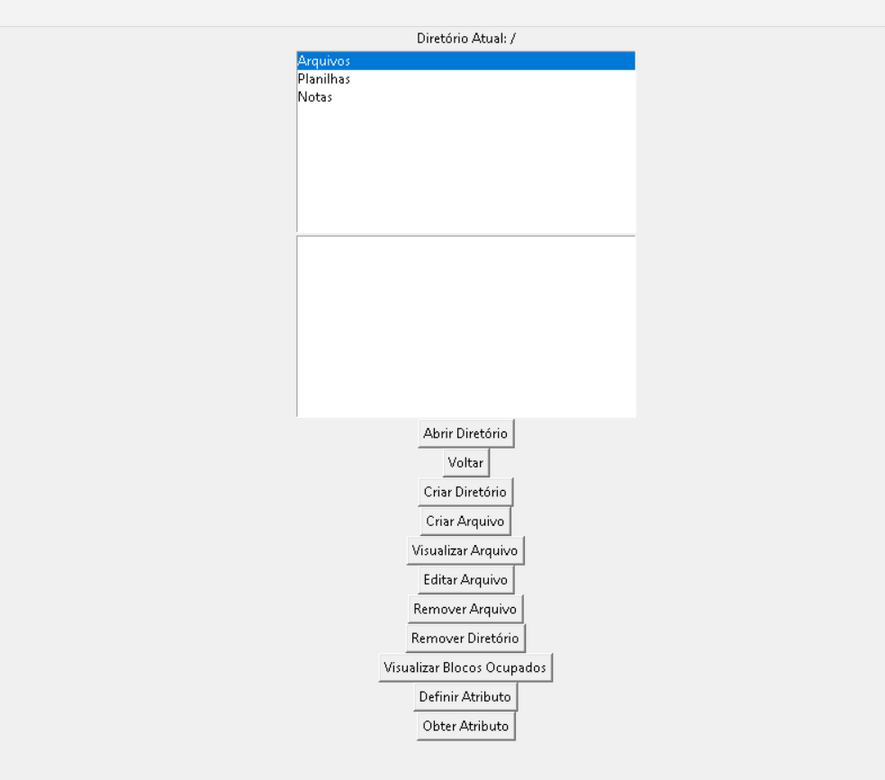 Diretório Atual: /
Arquivos
Planilhas
Notas
Abrir Diretório
Voltar
Criar Diretório
Criar Arquivo
Visualizar Arquivo
Editar Arquivo
Remover Arquivo
Remover Diretório
Visualizar Blocos Ocupados
Definir Atributo
Obter Atributo